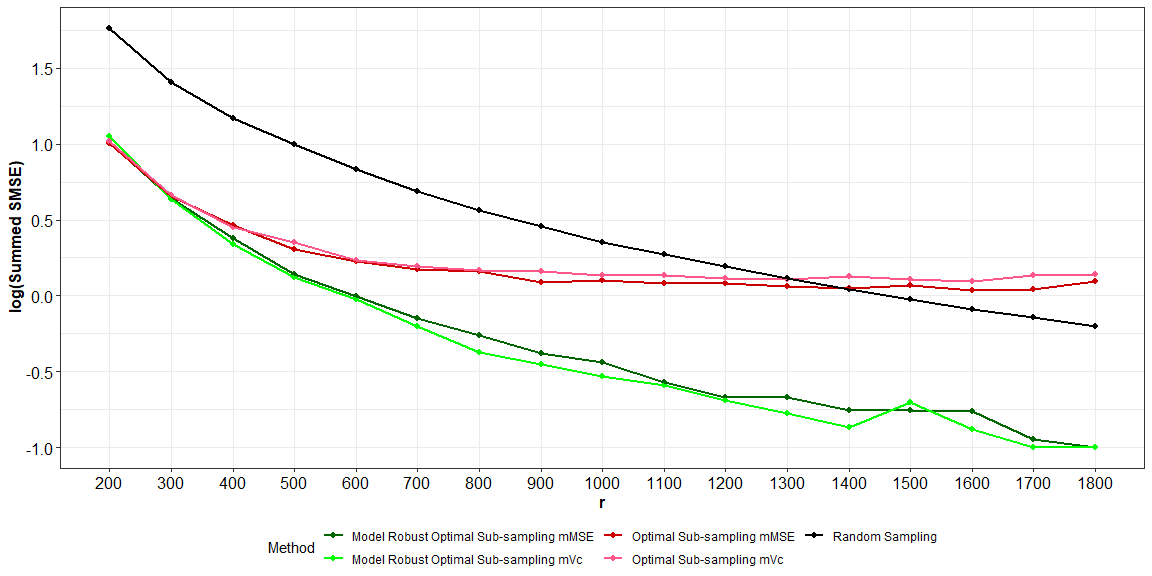 log(Summed SMSE)
1.5
1.0
0.5
0.0
-0.5
-1.0
200 300 400 500 600 700 800 900 1000 1100 1200 1300 1400 1500 1600 1700 1800
r
Method
Model Robust Optimal Sub-sampling mMSE
Optimal Sub-sampling mMSE
Random Sampling
Model Robust Optimal Sub-sampling mVc
Optimal Sub-sampling mVc